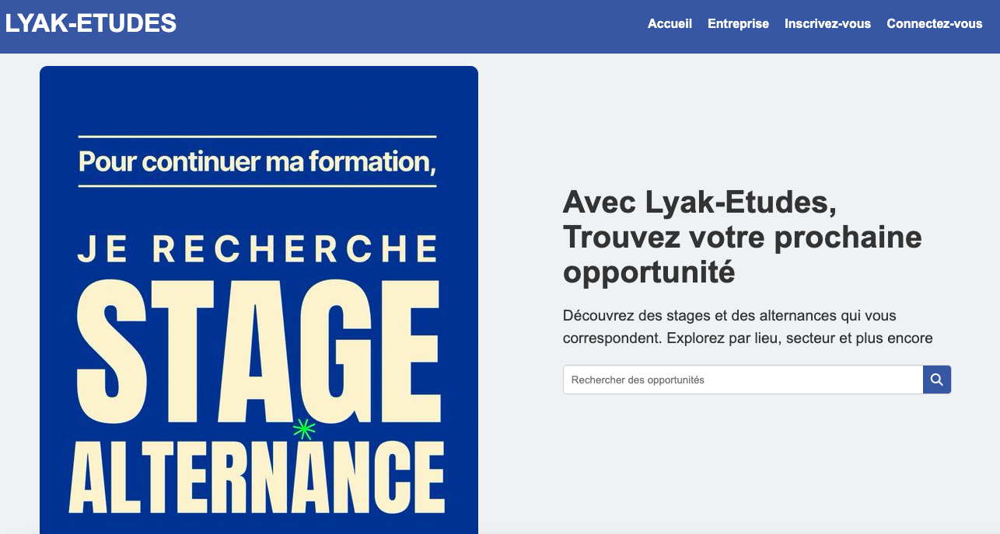 LYAK-ETUDES
Accueil Entreprise Inscrivez-vous Connectez-vous
Pour continuer ma formation,
JE RECHERCHE
STAGE
ALTERNANCE
Avec Lyak-Etudes,
Trouvez votre prochaine
opportunité
Découvrez des stages et des alternances qui vous
correspondent. Explorez par lieu, secteur et plus encore
Rechercher des opportunités